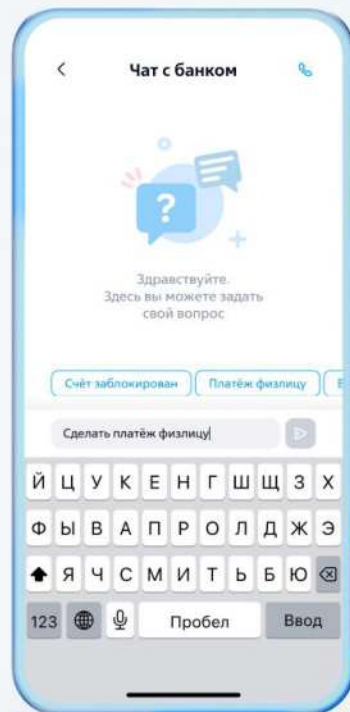 Чат с банком
?
Здравствуйте.
Здесь вы можете задать
свой вопрос
Счёт заблокирован
Платёж физлицу
Сделать платёж физлицу
Й Ц У К Е Н Г Ш Щ З Х
Ф Ы В А П Р О Л Д Ж Э
Я Ч С М И Т Ь Б Ю
123 Пробел Ввод